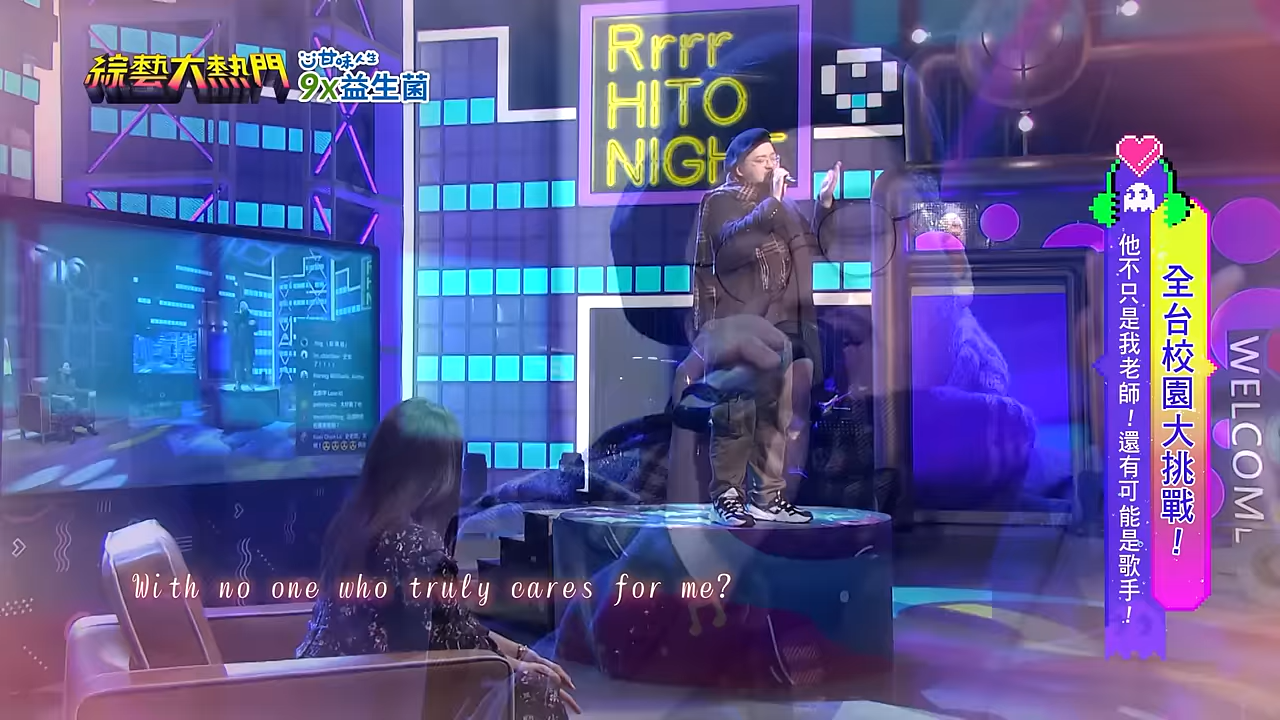 綜藝大熱門
甘味人生
9x益生菌
Rrrr
HITO
NIGH
全台校園大挑戰！
他不只是我老師！還有可能是歌手！
WELCOM
With no one who truly cares for me?